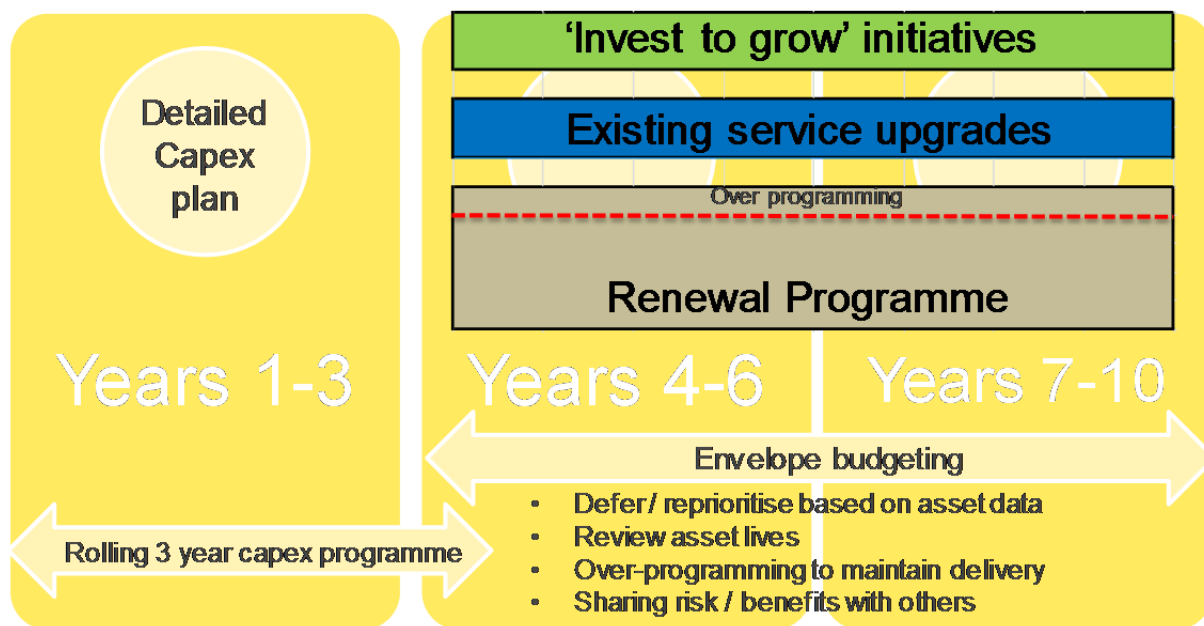 Detailed
Capex
plan
Years 1-3
Rolling 3 year capex programme
‘Invest to grow’ initiatives
Existing service upgrades
Over programming
Renewal Programme
Years 4-6
Years 7-10
Envelope budgeting
• Defer / reprioritise based on asset data
• Review asset lives
• Over-programming to maintain delivery
• Sharing risk / benefits with others